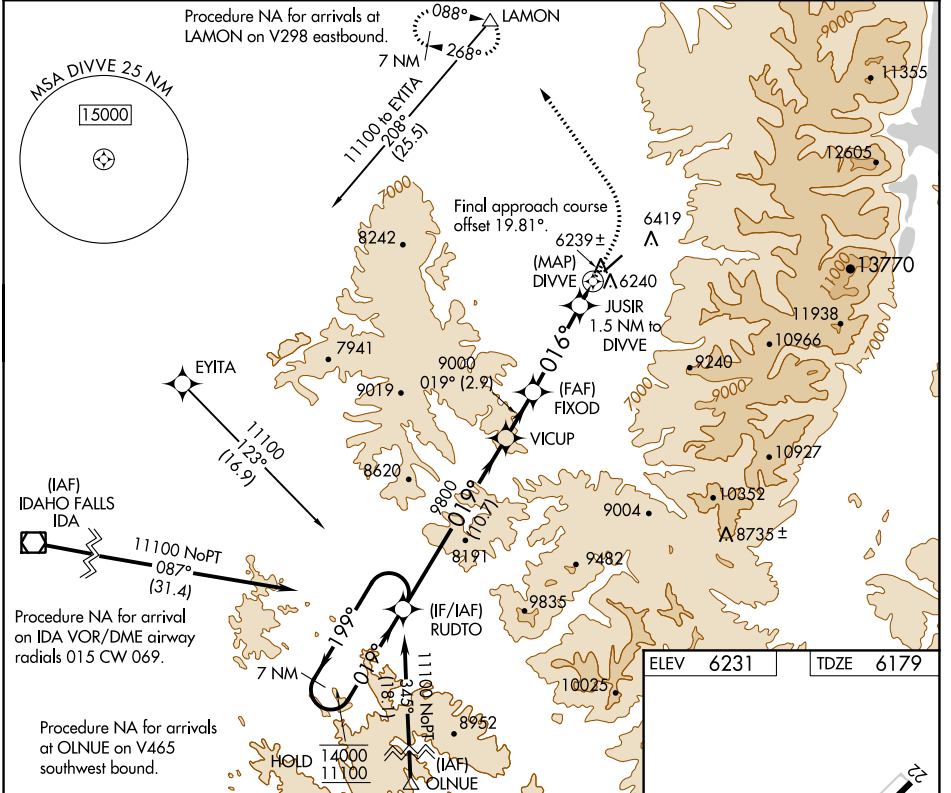 Procedure NA for arrivals at
LAMON on V298 eastbound.
088°
LAMON
268°
7 NM
MSA DIVVE 25 NM
15000
11100 to EYITA
208°
(25.5)
11355
12605
7000
8242
Final approach course
offset 19.81°.
6419
6239±
(MAP)
DIVVE
6240
13770
11000
JUSIR
1.5 NM to
DIVVE
11938
7000
10966
016°
7941
9000
019° (2.9)
9240
7000
9000
EYITA
9019
(FAF)
FIXOD
VICUP
11100
123°
(16.9)
8620
10927
9800
019°
(10.7)
10352
9004
8735±
(IAF)
IDAHO FALLS
IDA
8191
9482
11100 NoPT
087°
(31.4)
9835
(IF/IAF)
RUDTO
Procedure NA for arrival
on IDA VOR/DME airway
radials 015 CW 069.
199°
019°
7 NM
11100 NoPT
345°
(18.1)
ELEV 6231
TDZE 6179
10025
8952
Procedure NA for arrivals
at OLNUE on V465
southwest bound.
HOLD
14000
11100
(IAF)
OLNUE
22